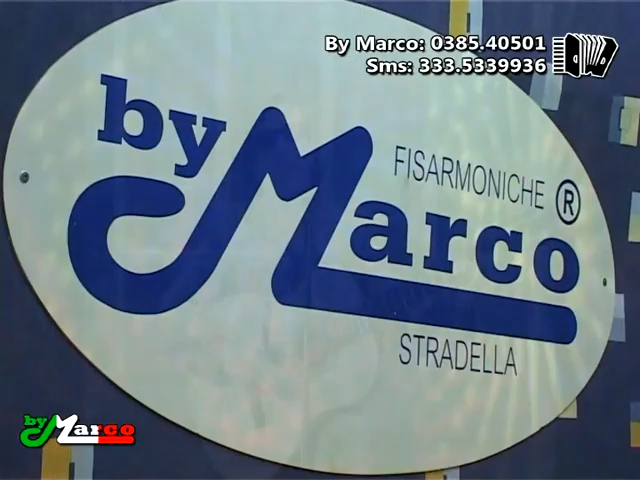 By Marco: 0385.40501
Sms: 333.5339936
by Marco
FISARMONICHE ®
STRADELLA
by Marco